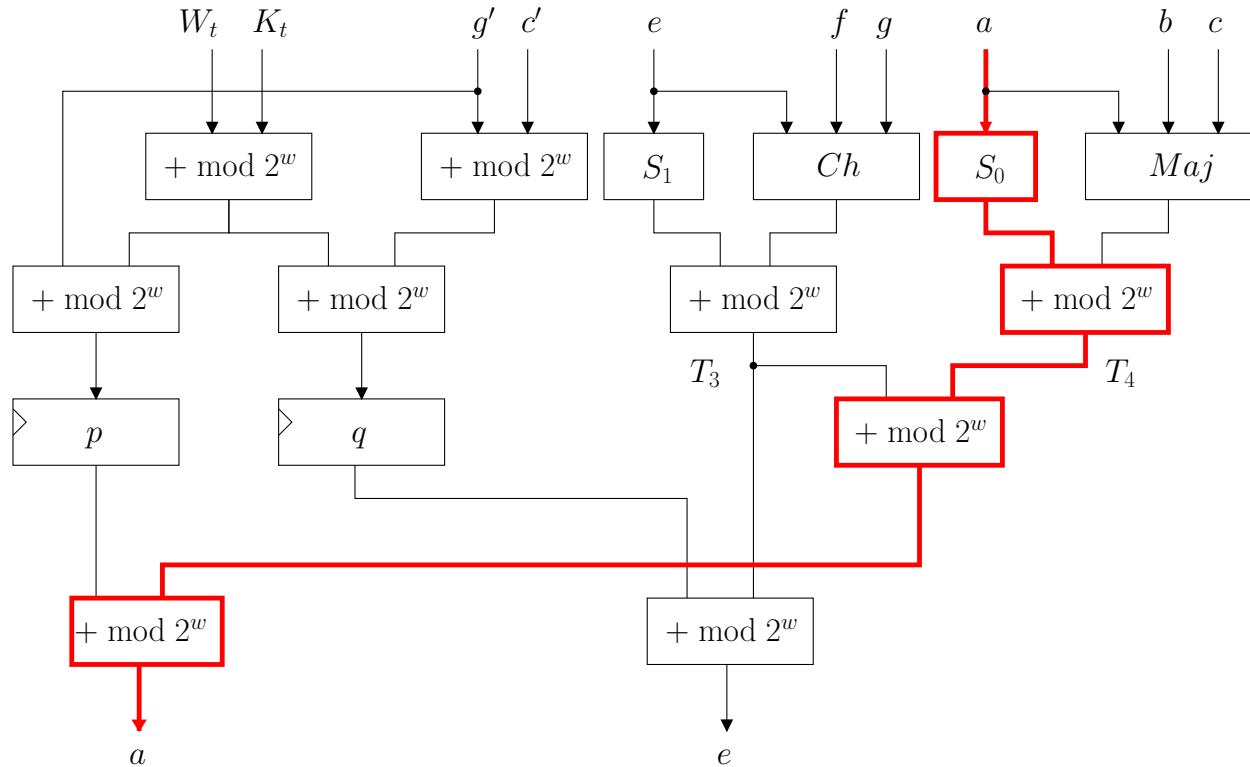 W_t K_t g′ c′ e f g a b c
+ mod 2^w + mod 2^w S_1 Ch S_0 Maj
+ mod 2^w + mod 2^w + mod 2^w + mod 2^w
T_3 T_4
p q + mod 2^w
+ mod 2^w + mod 2^w
a e